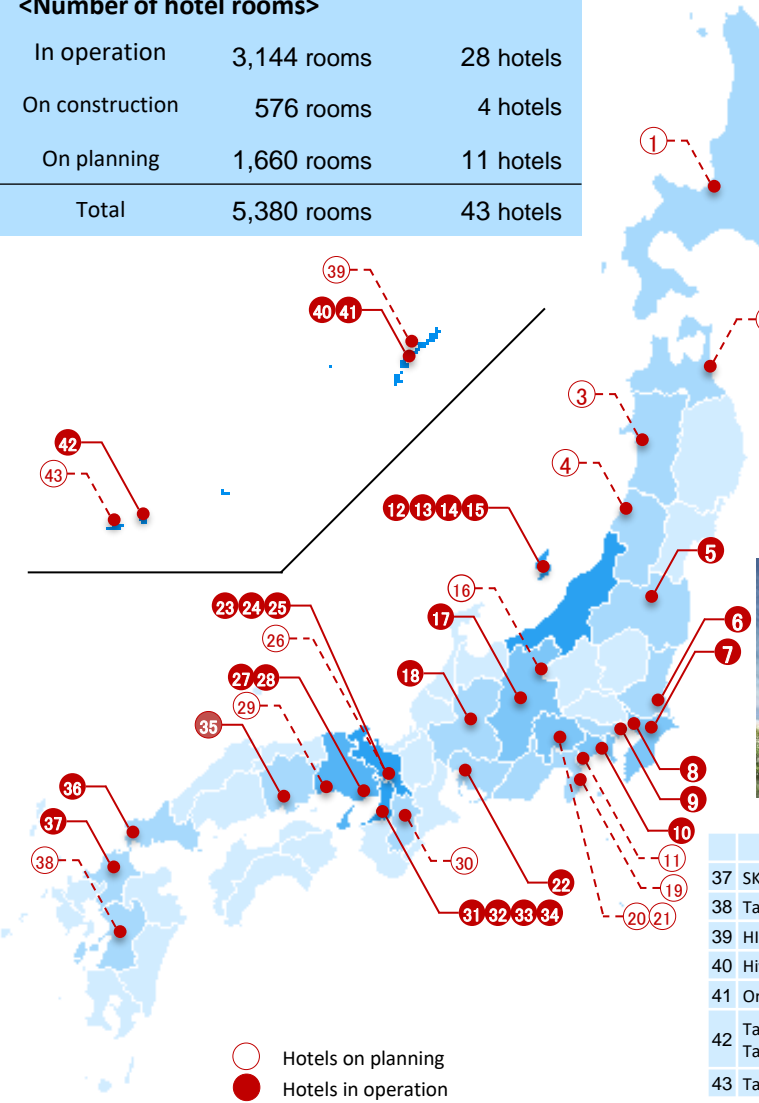 <Number of hotel rooms>
In operation 3,144 rooms 28 hotels
On construction 576 rooms 4 hotels
On planning 1,660 rooms 11 hotels
Total 5,380 rooms 43 hotels
1
39
40 41
3
42
43
4
12 13 14 15
5
16
23 24 25
17
6
26
7
27 28
18
29
35
8
36
9
37
10
38
11
30
22
19
31 32 33 34
20 21
37 SK
38 Ta
39 HI
40 Hi
41 Or
42 Ta
Ta
43 Ta
Hotels on planning
Hotels in operation